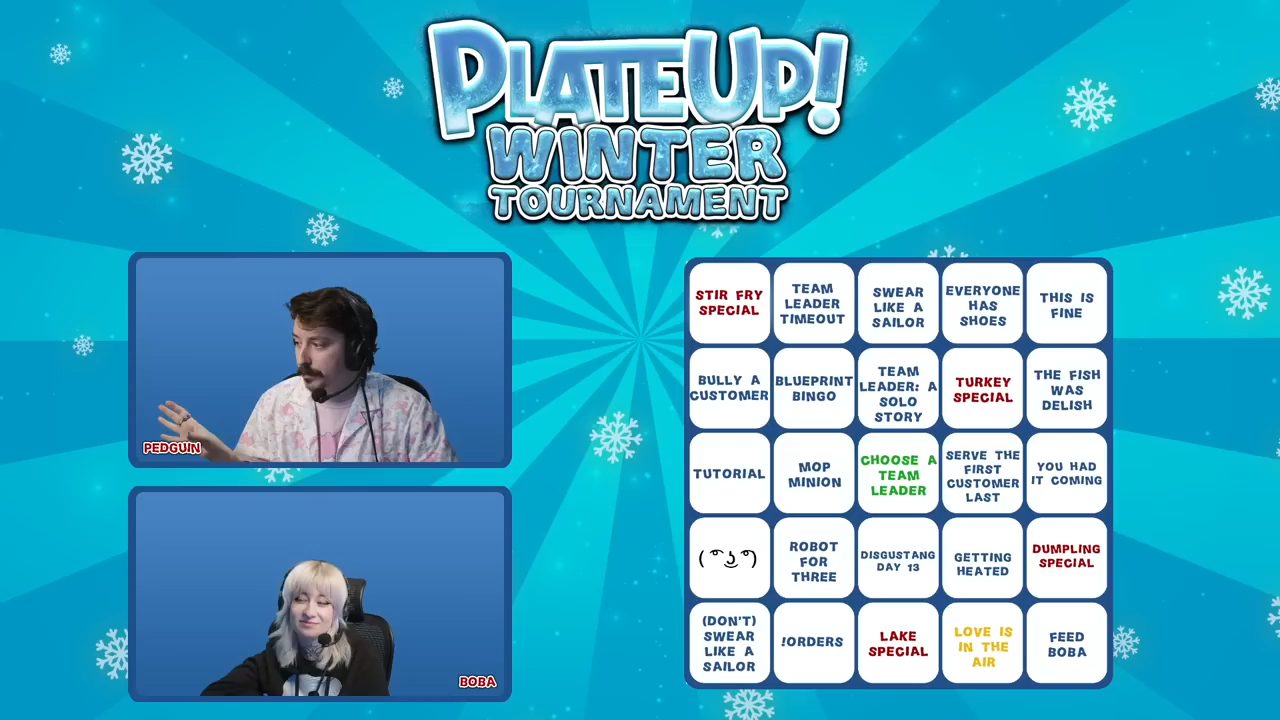 PLATEUP!
WINTER
TOURNAMENT
PEDGUIN
BOBA
STIR FRY
SPECIAL
TEAM
LEADER
TIMEOUT
SWEAR
LIKE A
SAILOR
EVERYONE
HAS
SHOES
THIS IS
FINE
BULLY A
CUSTOMER
BLUEPRINT
BINGO
TEAM
LEADER: A
SOLO
STORY
TURKEY
SPECIAL
THE FISH
WAS
DELISH
TUTORIAL
MOP
MINION
CHOOSE A
TEAM
LEADER
SERVE THE
FIRST
CUSTOMER
LAST
YOU HAD
IT COMING
( ͡° ͜ʖ ͡°)
ROBOT
FOR
THREE
DISGUSTANG
DAY 13
GETTING
HEATED
DUMPLING
SPECIAL
(DON'T)
SWEAR
LIKE A
SAILOR
!ORDERS
LAKE
SPECIAL
LOVE IS
IN THE
AIR
FEED
BOBA